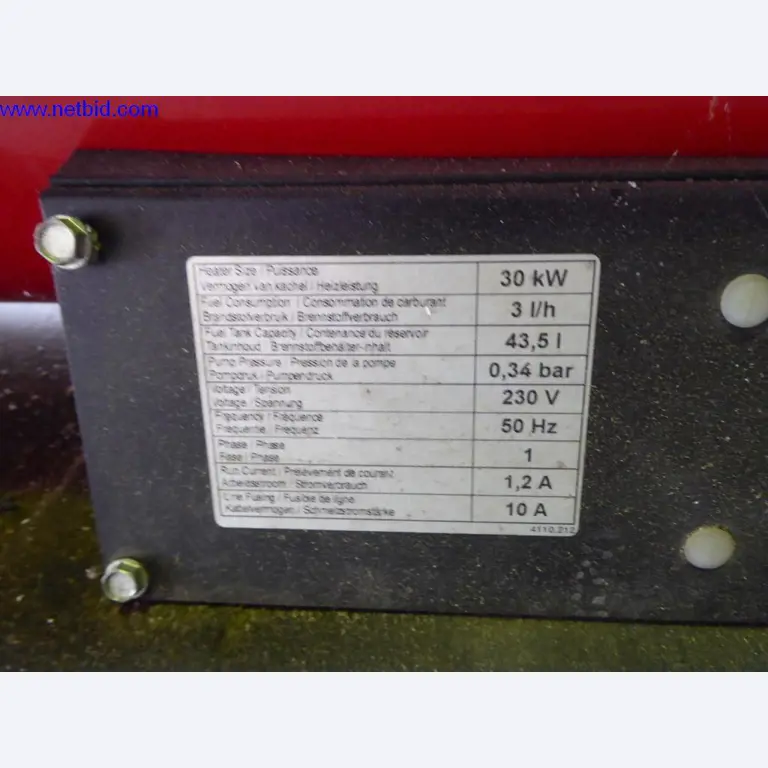 www.netbid.com
Heater Size / Puissance
Vermogen van kachel / Heizleistung
30 kW
Fuel Consumption / Consommation de carburant
Brandstofverbruik / Brennstoffverbrauch
3 l/h
Fuel Tank Capacity / Contenance du réservoir
Tankinhoud / Brennstoffbehälter-inhalt
43,5 l
Pump Pressure / Pression de la pompe
Pompdruk / Pumpendruck
0,34 bar
Voltage / Tension
Voltage / Spannung
230 V
Frequency / Fréquence
Frequentie / Frequenz
50 Hz
Phase / Phase
Fase / Phase
1
Run Current / Prélèvement de courant
Arbeidsstroom / Stromverbrauch
1,2 A
Line Fusing / Fusible de ligne
Kabelvermogen / Schmelzstromstärke
10 A
4110.212